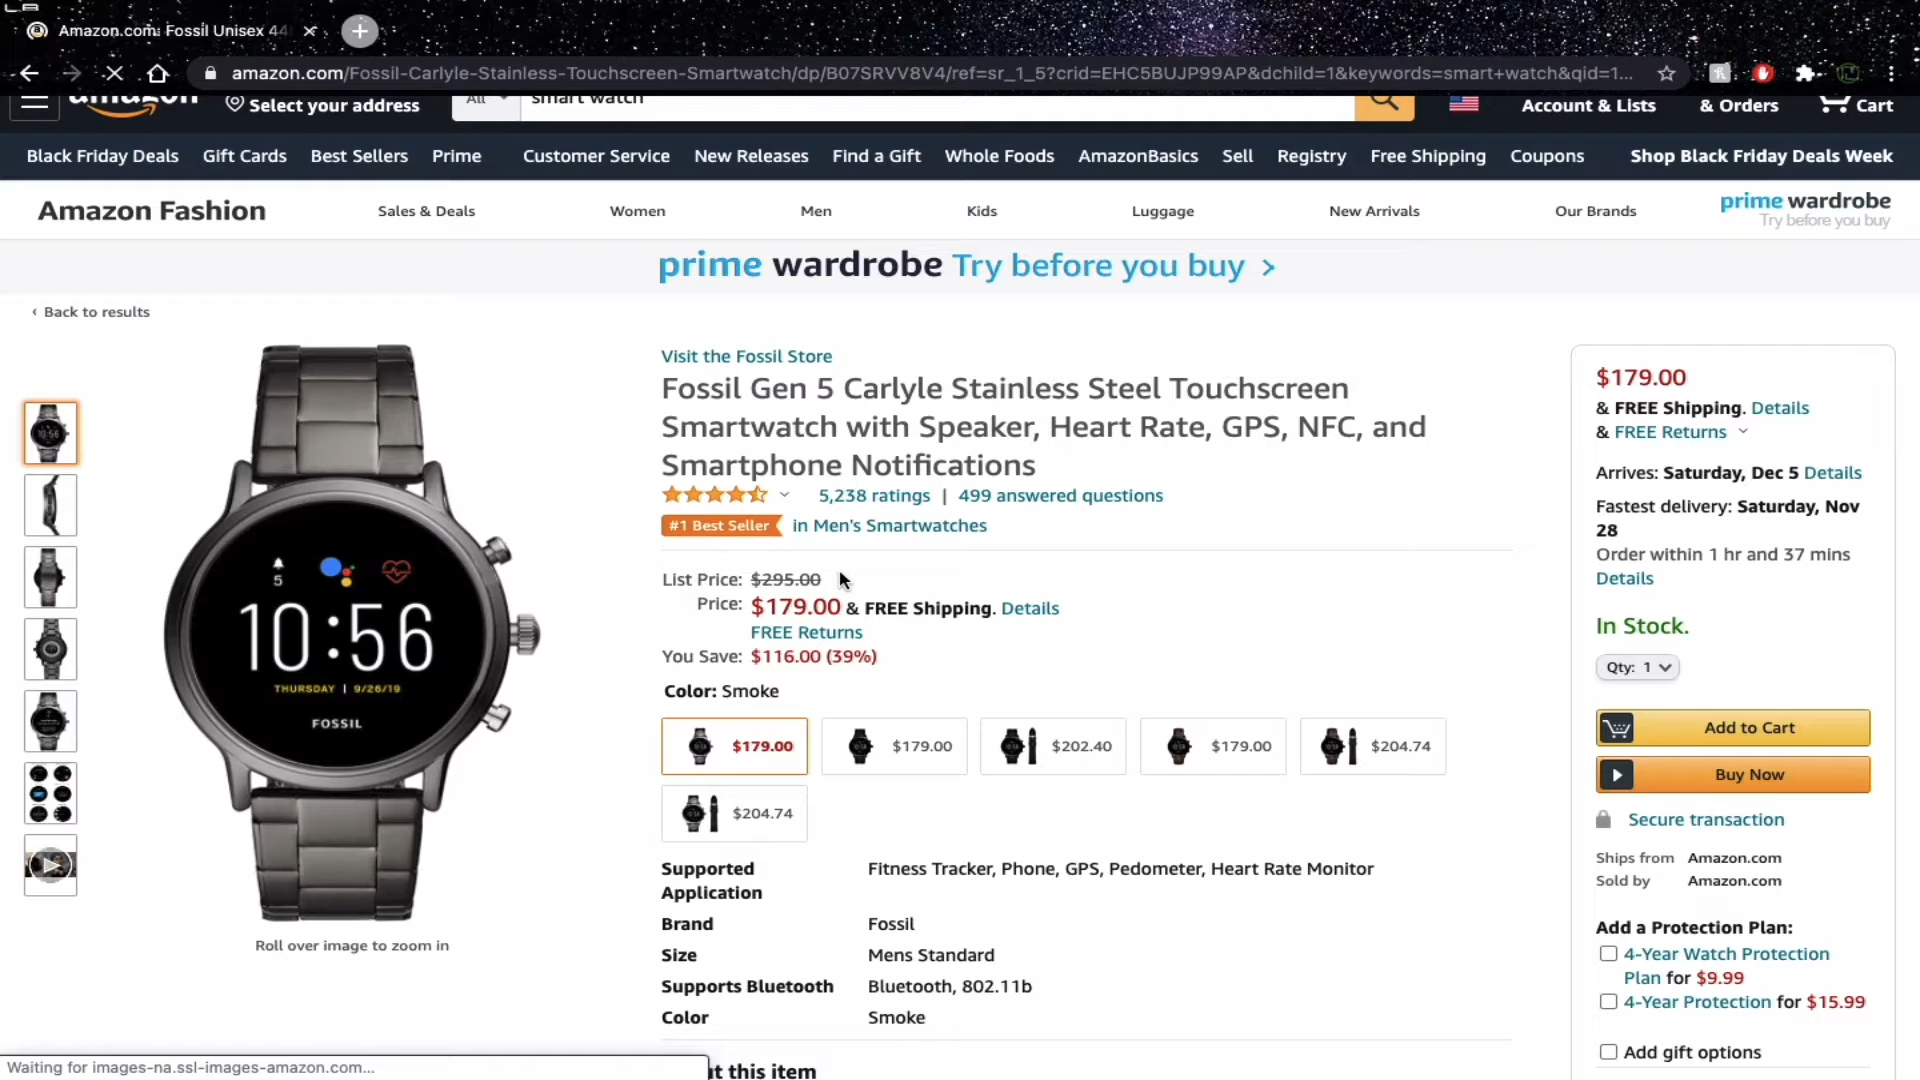 Amazon.com: Fossil Unisex 44
amazon.com/Fossil-Carlyle-Stainless-Touchscreen-Smartwatch/dp/B07SRVV8V4/ref=sr_1_5?crid=EHC5BUJP99AP&dchild=1&keywords=smart+watch&qid=1...
amazon
Select your address
All
smart watch
Account & Lists
& Orders
Cart
Black Friday Deals Gift Cards Best Sellers Prime Customer Service New Releases Find a Gift Whole Foods AmazonBasics Sell Registry Free Shipping Coupons Shop Black Friday Deals Week
Amazon Fashion Sales & Deals Women Men Kids Luggage New Arrivals Our Brands
prime wardrobe
Try before you buy
prime wardrobe Try before you buy ›
‹ Back to results
5
10:56
THURSDAY | 9/26/19
FOSSIL
Roll over image to zoom in
Visit the Fossil Store
Fossil Gen 5 Carlyle Stainless Steel Touchscreen
Smartwatch with Speaker, Heart Rate, GPS, NFC, and
Smartphone Notifications
5,238 ratings | 499 answered questions
#1 Best Seller in Men's Smartwatches
List Price: $295.00
Price: $179.00 & FREE Shipping. Details
FREE Returns
You Save: $116.00 (39%)
Color: Smoke
$179.00 $179.00 $202.40 $179.00 $204.74
$204.74
Supported Fitness Tracker, Phone, GPS, Pedometer, Heart Rate Monitor
Application
Brand Fossil
Size Mens Standard
Supports Bluetooth Bluetooth, 802.11b
Color Smoke
t this item
$179.00
& FREE Shipping. Details
& FREE Returns
Arrives: Saturday, Dec 5 Details
Fastest delivery: Saturday, Nov
28
Order within 1 hr and 37 mins
Details
In Stock.
Qty: 1
Add to Cart
Buy Now
Secure transaction
Ships from Amazon.com
Sold by Amazon.com
Add a Protection Plan:
4-Year Watch Protection
Plan for $9.99
4-Year Protection for $15.99
Add gift options
Waiting for images-na.ssl-images-amazon.com...